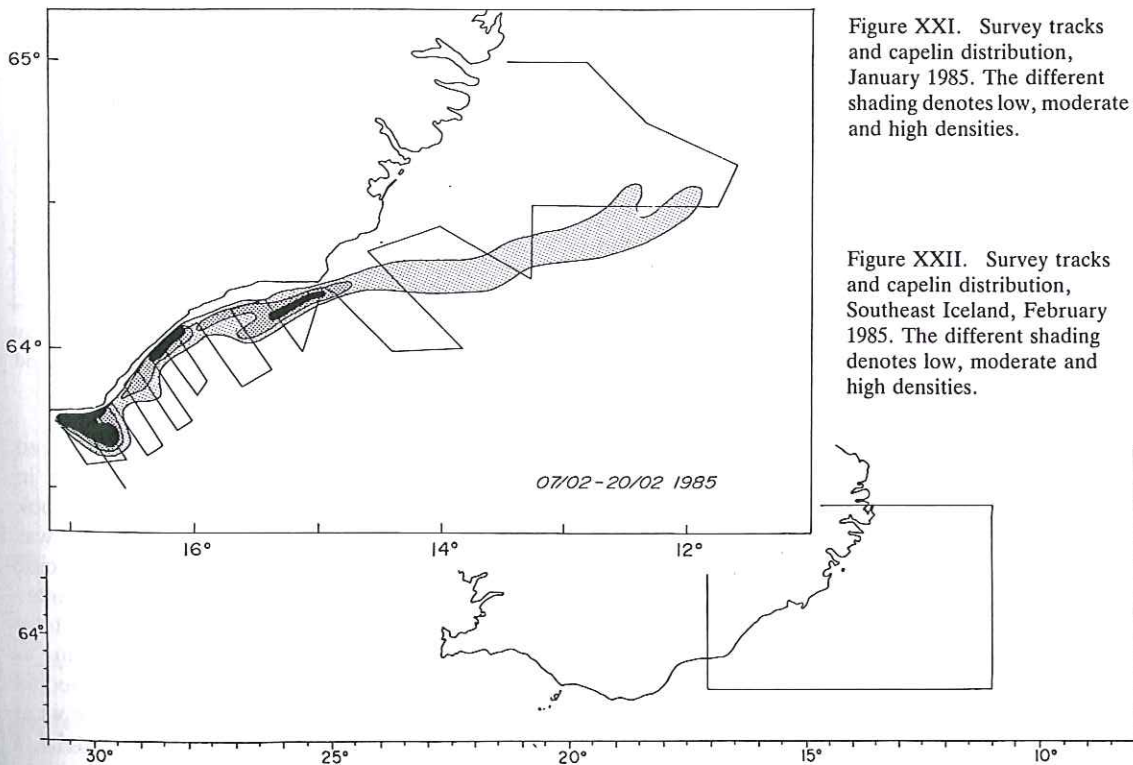 Figure XXI. Survey tracks
and capelin distribution,
January 1985. The different
shading denotes low, moderate
and high densities.
Figure XXII. Survey tracks
and capelin distribution,
Southeast Iceland, February
1985. The different shading
denotes low, moderate and
high densities.
65°
64°
07/02-20/02 1985
16° 14° 12°
64°
30° 25° 20° 15° 10°